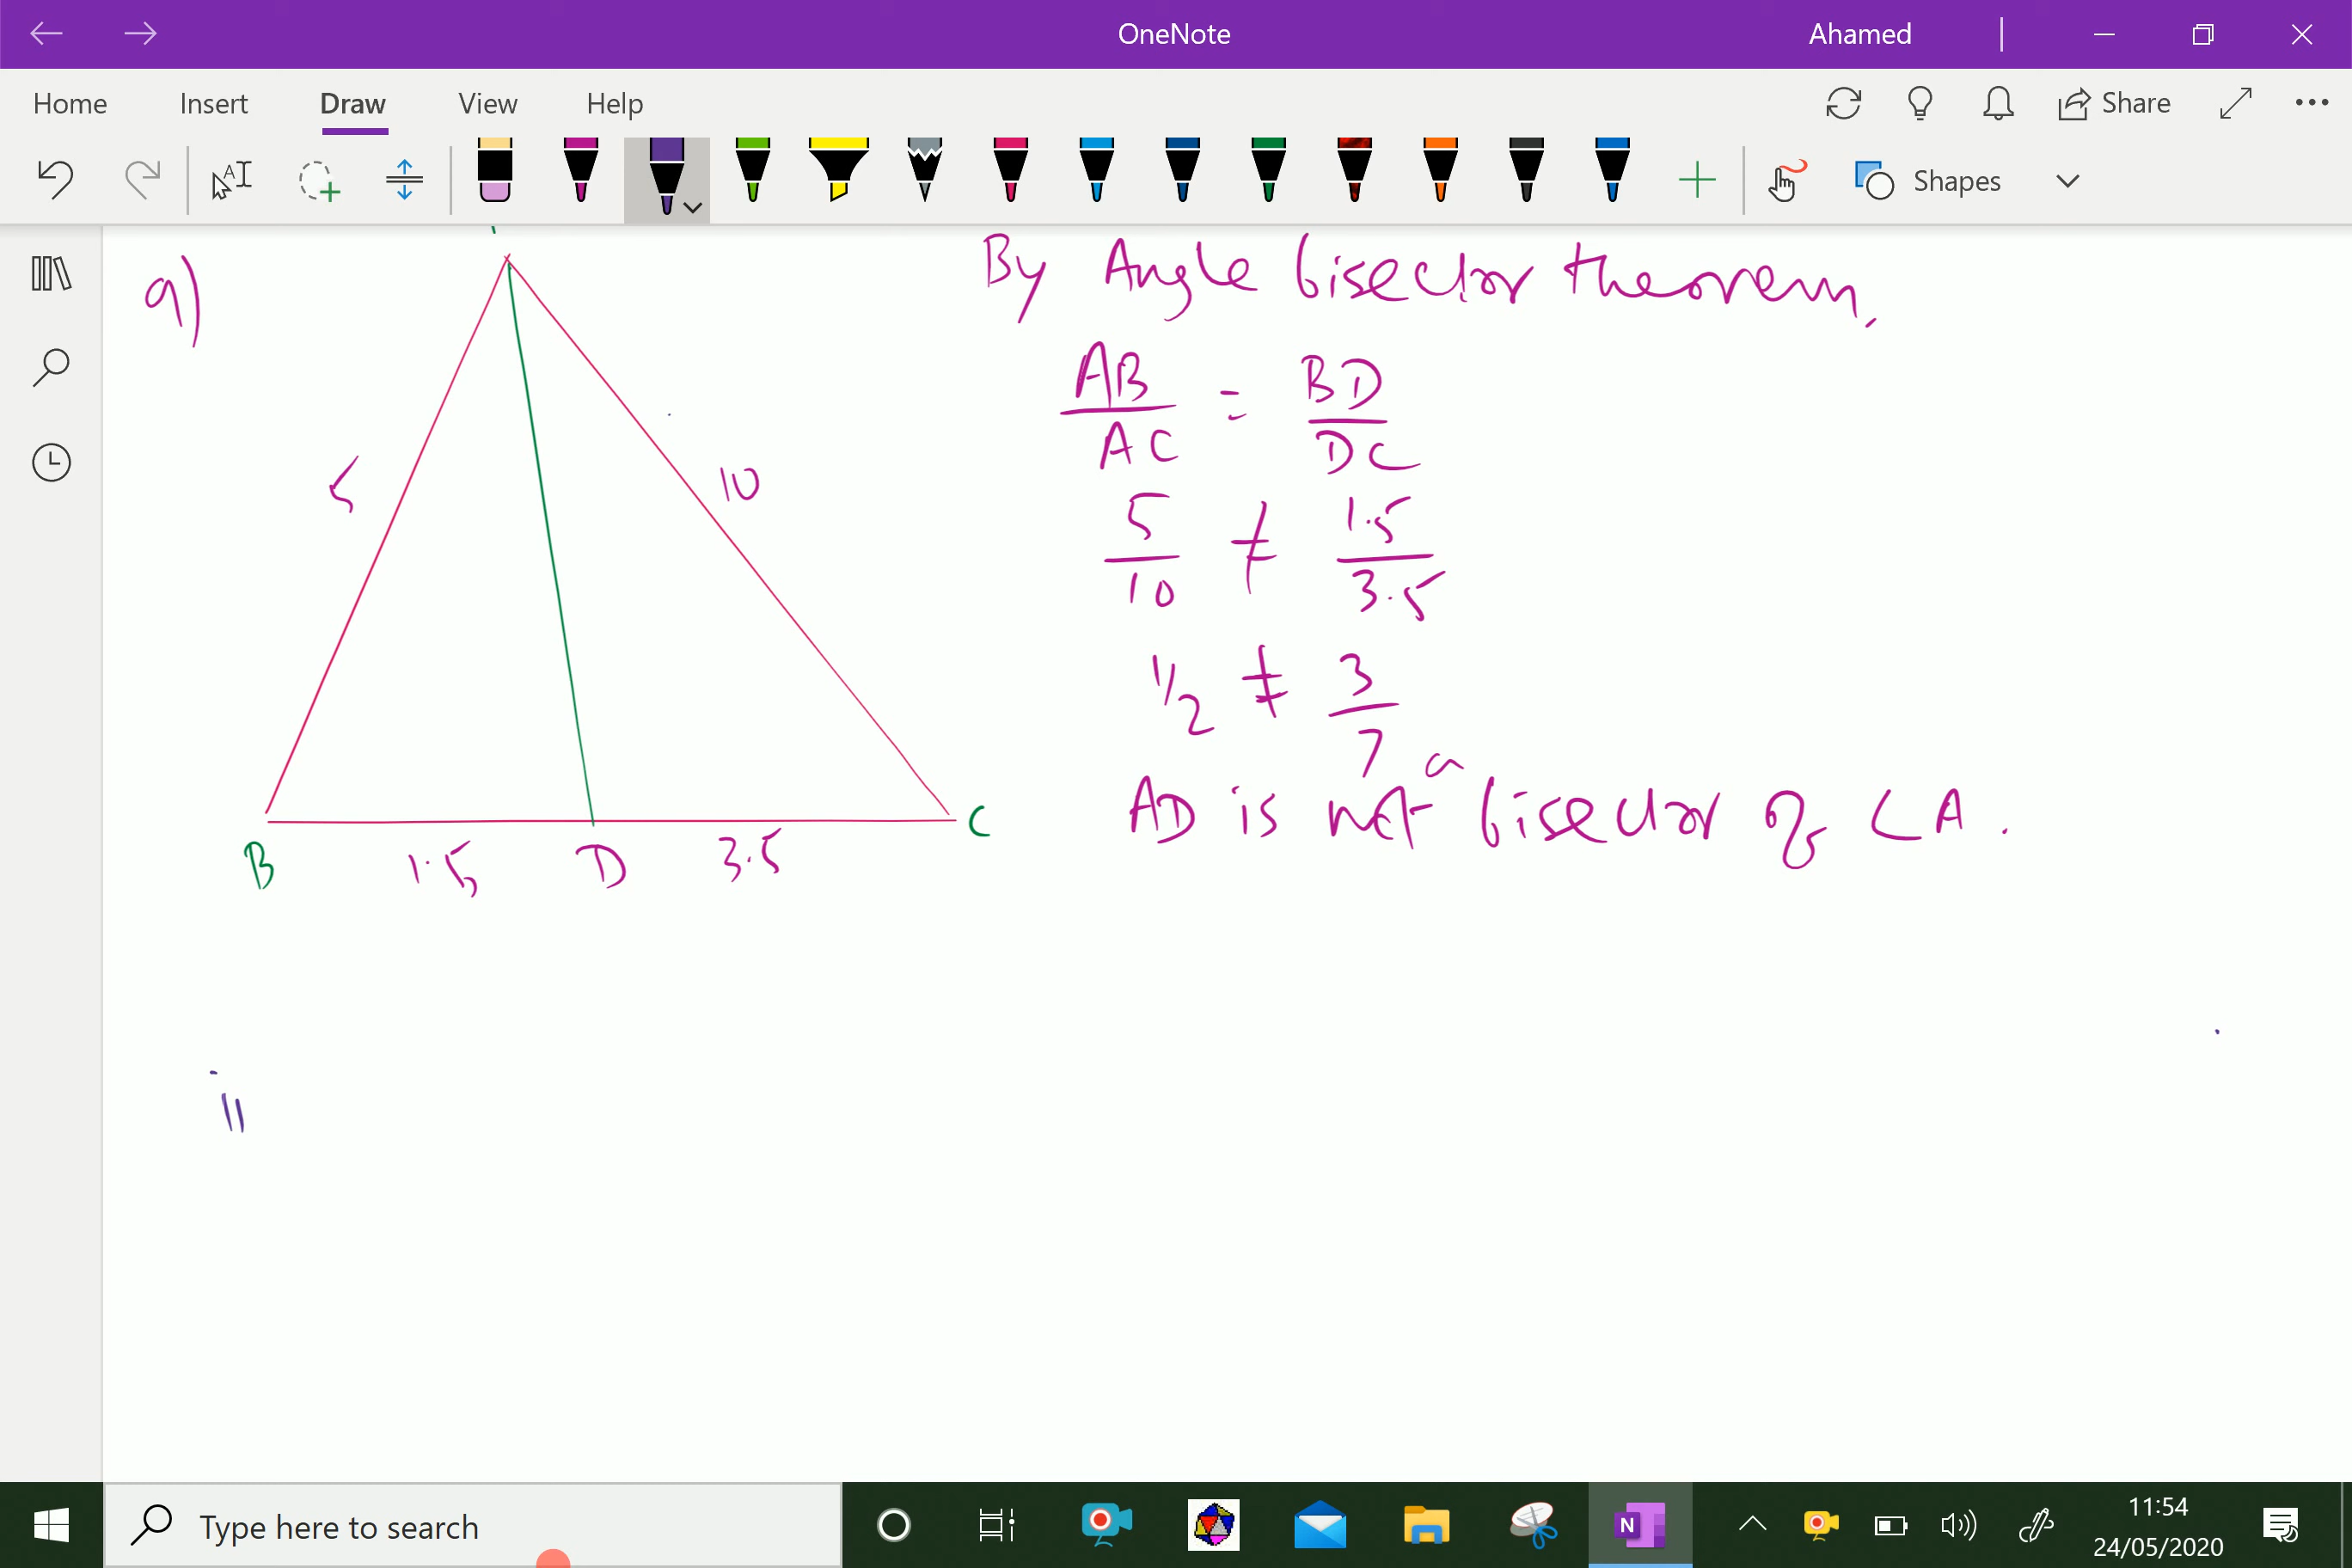 OneNote
Ahamed
Home Insert Draw View Help
Share
Shapes
9)
By Angle bisector theorem,
AB/AC = BD/DC
5/10 ≠ 1.5/3.5
1/2 ≠ 3/7
a
AD is not bisector of ∠A.
5
10
B 1.5 D 3.5 C
ii
Type here to search
N
11:54
24/05/2020